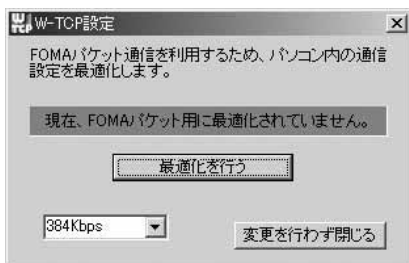 W-TCP設定
FOMAパケット通信を利用するため、パソコン内の通信
設定を最適化します。
現在、FOMAパケット用に最適化されていません。
最適化を行う
384Kbps
変更を行わず閉じる